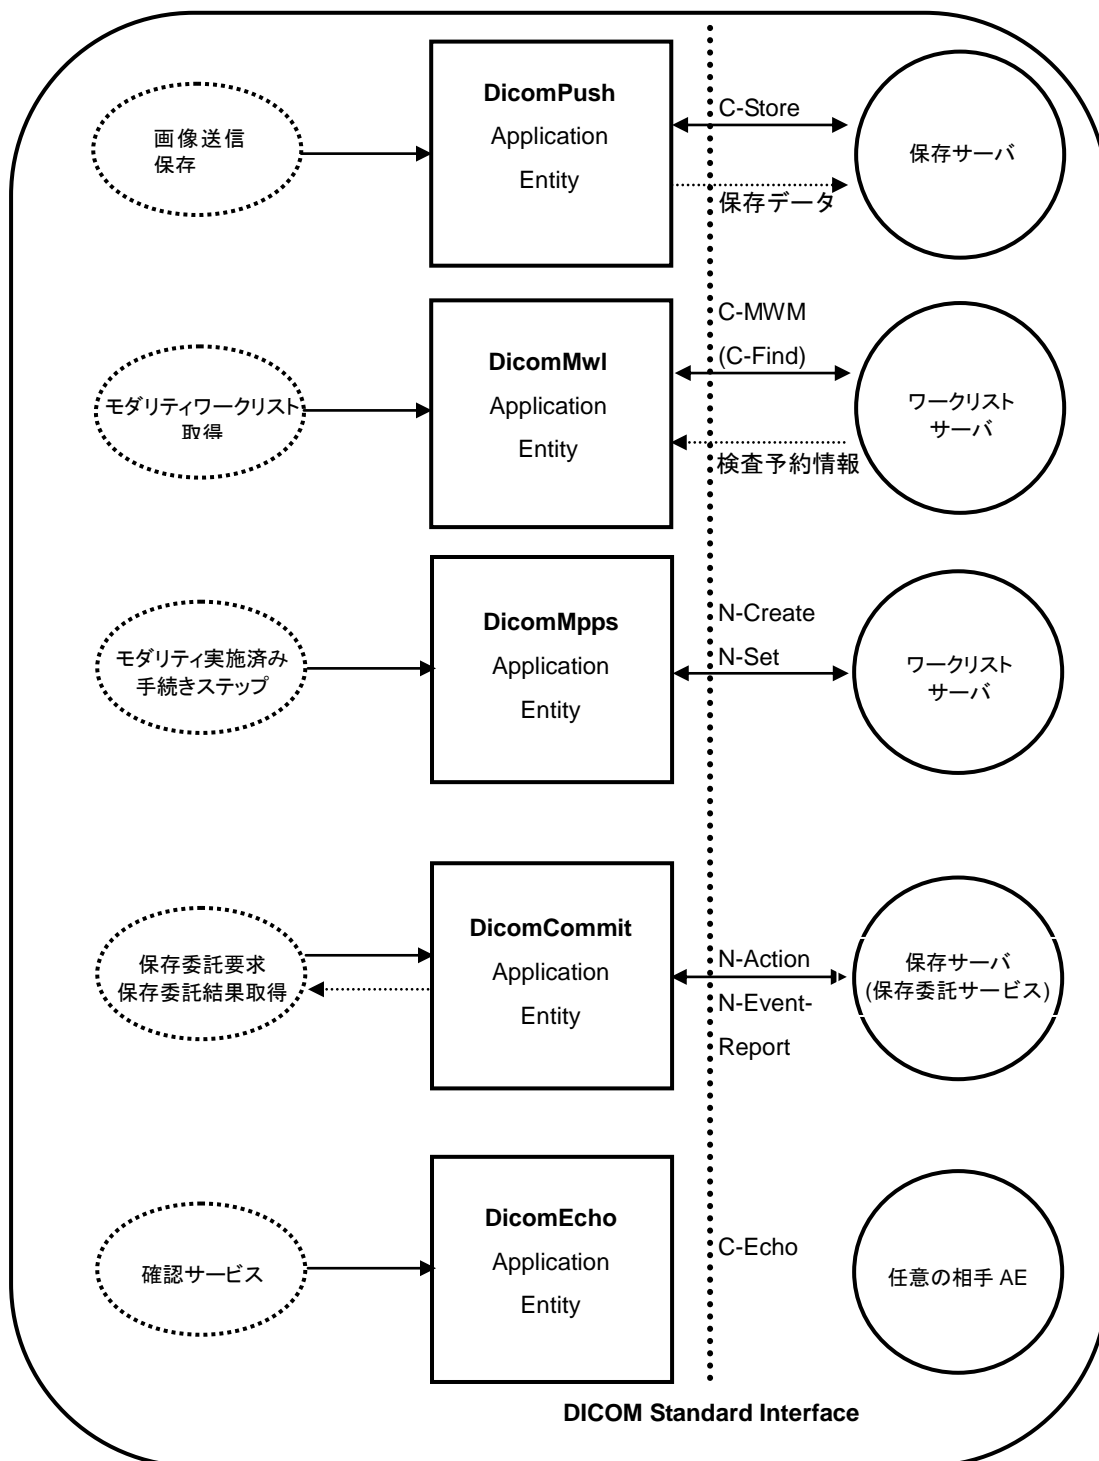 画像送信
保存
DicomPush
Application
Entity
C-Store
保存データ
保存サーバ
モダリティワークリスト
取得
DicomMwl
Application
Entity
C-MWM
(C-Find)
検査予約情報
ワークリスト
サーバ
モダリティ実施済み
手続きステップ
DicomMpps
Application
Entity
N-Create
N-Set
ワークリスト
サーバ
保存委託要求
保存委託結果取得
DicomCommit
Application
Entity
N-Action
N-Event-
Report
保存サーバ
(保存委託サービス)
確認サービス
DicomEcho
Application
Entity
C-Echo
任意の相手 AE
DICOM Standard Interface